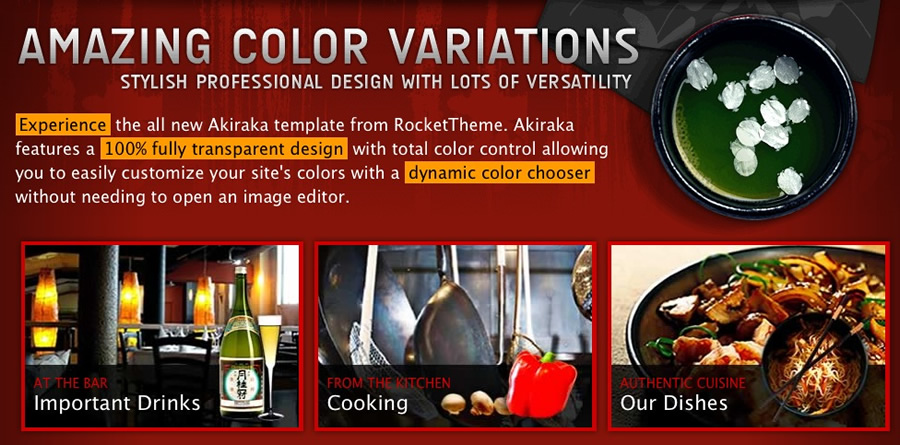 AMAZING COLOR VARIATIONS
STYLISH PROFESSIONAL DESIGN WITH LOTS OF VERSATILITY
Experience the all new Akiraka template from RocketTheme. Akiraka
features a 100% fully transparent design with total color control allowing
you to easily customize your site's colors with a dynamic color chooser
without needing to open an image editor.
月桂冠
AT THE BAR
Important Drinks
FROM THE KITCHEN
Cooking
AUTHENTIC CUISINE
Our Dishes